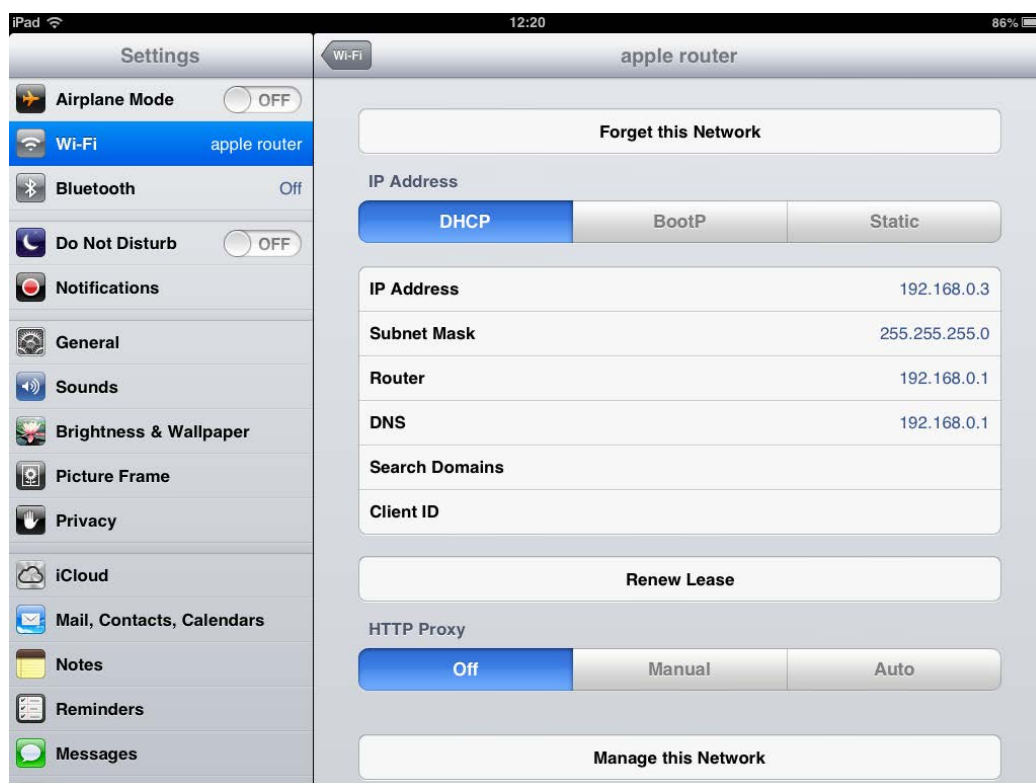 iPad 12:20 86%
Settings
Wi-Fi apple router
Airplane Mode OFF
Wi-Fi apple router
Bluetooth Off
Do Not Disturb OFF
Notifications
General
Sounds
Brightness & Wallpaper
Picture Frame
Privacy
iCloud
Mail, Contacts, Calendars
Notes
Reminders
Messages
Forget this Network
IP Address
DHCP BootP Static
IP Address 192.168.0.3
Subnet Mask 255.255.255.0
Router 192.168.0.1
DNS 192.168.0.1
Search Domains
Client ID
Renew Lease
HTTP Proxy
Off Manual Auto
Manage this Network